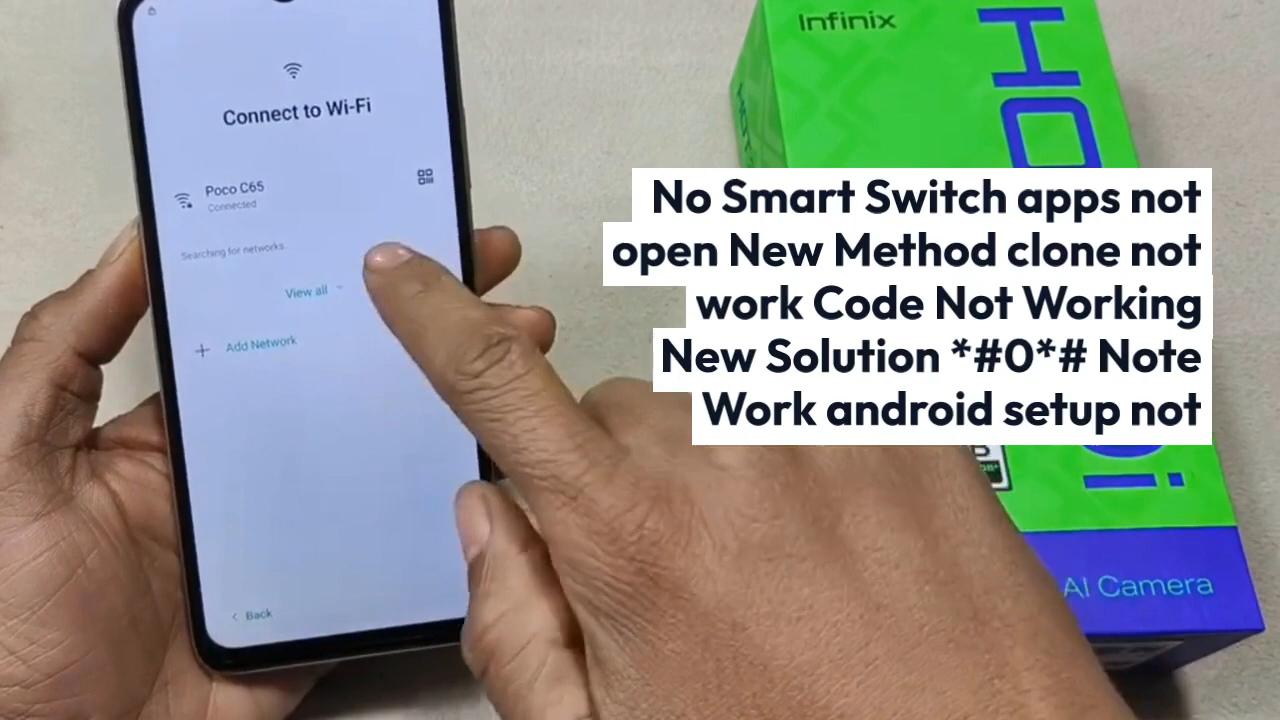 Connect to Wi-Fi
Poco C65
Connected
Searching for networks
View all
Add Network
Back
Infinix
HO
No Smart Switch apps not
open New Method clone not
work Code Not Working
New Solution *#0*# Note
Work android setup not
AI Camera